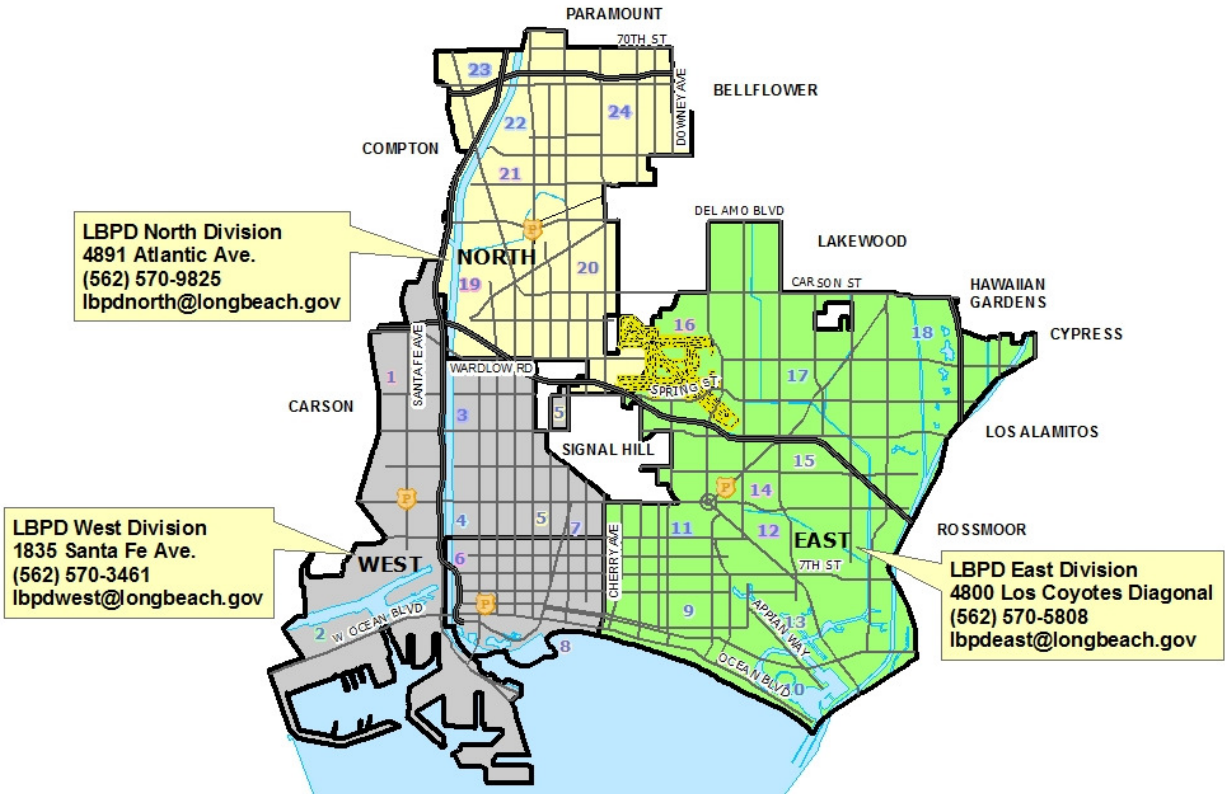 PARAMOUNT
70TH ST
23
BELLFLOWER
DOWNEY AVE
24
22
COMPTON
21
LBPD North Division
4891 Atlantic Ave.
(562) 570-9825
lbpdnorth@longbeach.gov
P
NORTH
20
19
DEL AMO BLVD
LAKEWOOD
CARSON ST
HAWAIIAN
GARDENS
CYPRESS
16
18
SANTA FE AVE
WARDLOW RD
1
SPRING ST
17
CARSON
3
5
SIGNAL HILL
LOS ALAMITOS
15
P
P
14
4
5
7
11
12
EAST
ROSSMOOR
LBPD West Division
1835 Santa Fe Ave.
(562) 570-3461
lbpdwest@longbeach.gov
WEST
6
CHERRY AVE
7TH ST
LBPD East Division
4800 Los Coyotes Diagonal
(562) 570-5808
lbpdeast@longbeach.gov
P
9
APPIAN WAY
13
2
W OCEAN BLVD
8
OCEAN BLVD
10